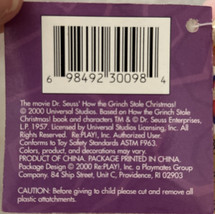 6 98492 30098 4
The movie Dr. Seuss' How the Grinch Stole Christmas!
© 2000 Universal Studios. Based on How the Grinch Stole
Christmas! book and characters TM & © Dr. Seuss Enterprises,
L.P. 1957. Licensed by Universal Studios Licensing, Inc. All
Rights Reserved. Re:PLAY!, Inc. Authorized User
Conforms to Toy Safety Standards ASTM F963.
Colors, product, and decorations may vary
PRODUCT OF CHINA. PACKAGE PRINTED IN CHINA.
Package Design © 2000 Re:PLAY!, Inc. a Playmates Group
Company. 84 Ship Street, Unit C, Providence, RI 02903
CAUTION: Before giving to child please cut and remove all
plastic attatchments.